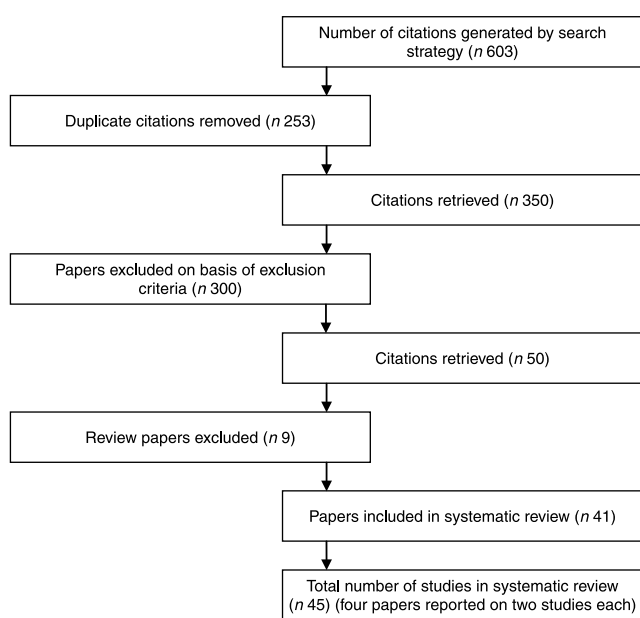 Number of citations generated by search
strategy (n 603)
Duplicate citations removed (n 253)
Citations retrieved (n 350)
Papers excluded on basis of exclusion
criteria (n 300)
Citations retrieved (n 50)
Review papers excluded (n 9)
Papers included in systematic review (n 41)
Total number of studies in systematic review
(n 45) (four papers reported on two studies each)